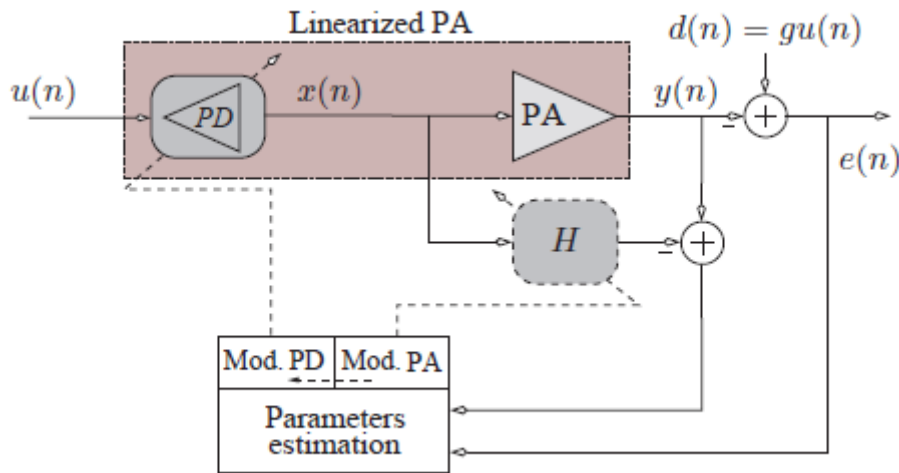 Linearized PA
d(n) = gu(n)
u(n)
PD
x(n)
PA
y(n)
−
+
e(n)
H
−
+
Mod. PD
Mod. PA
Parameters
estimation